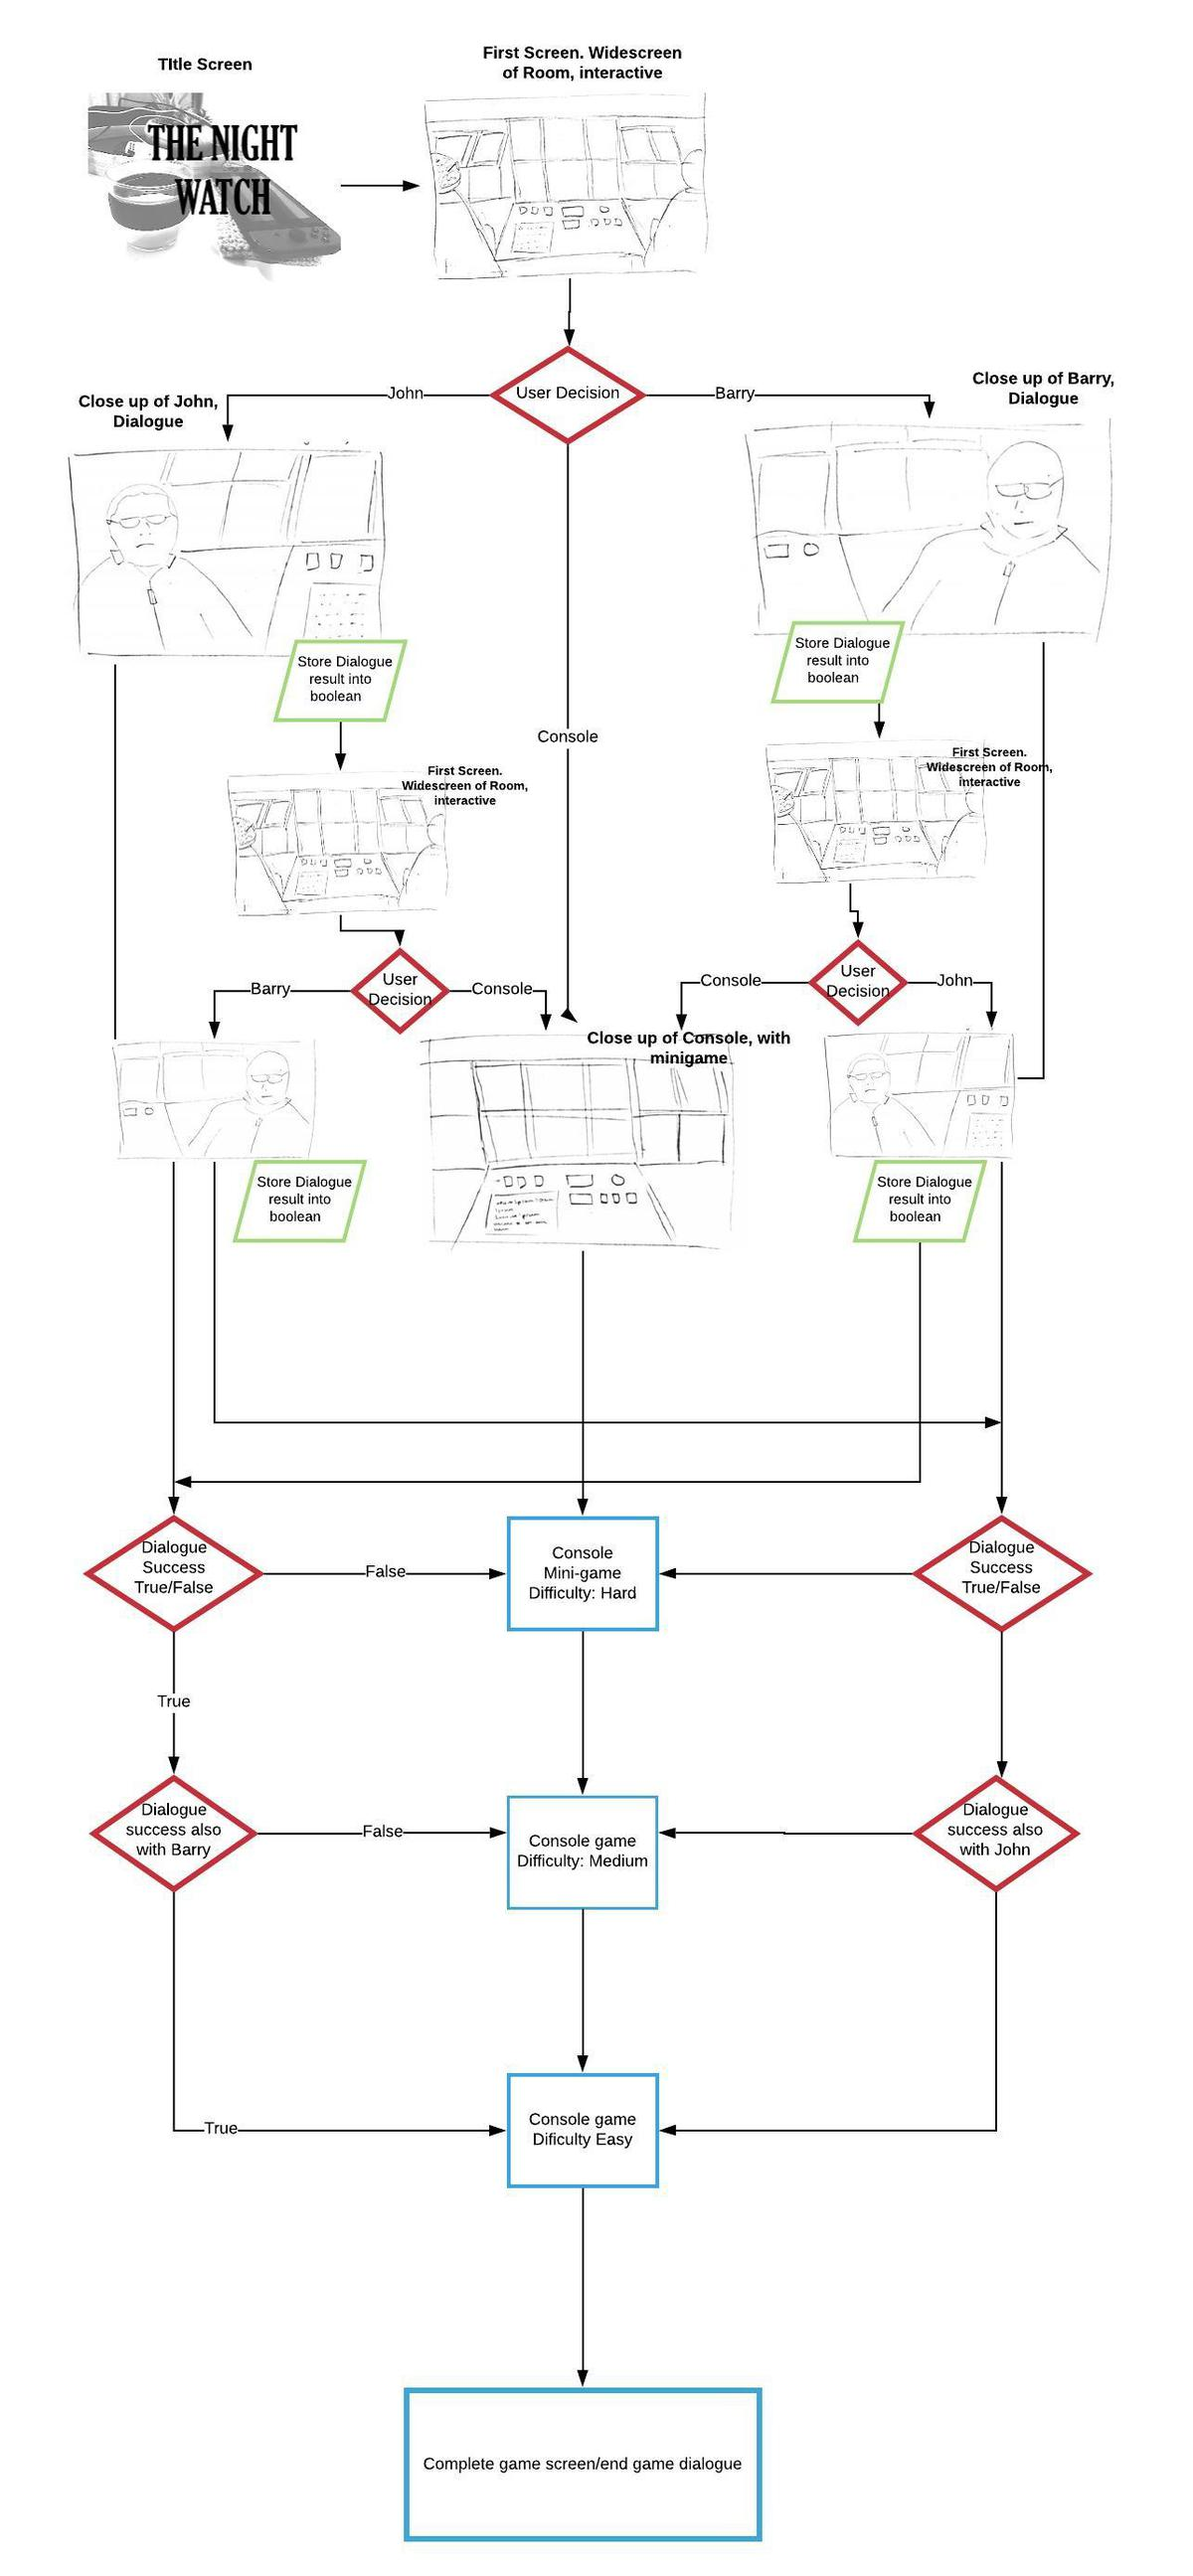 TItle Screen
First Screen. Widescreen
of Room, interactive
THE NIGHT
WATCH
User Decision
John
Barry
Close up of John,
Dialogue
Close up of Barry,
Dialogue
Store Dialogue
result into
boolean
Store Dialogue
result into
boolean
Console
First Screen.
Widescreen of Room,
interactive
First Screen.
Widescreen of Room,
interactive
User
Decision
Barry
Console
User
Decision
Console
John
Close up of Console, with
minigame
Store Dialogue
result into
boolean
Store Dialogue
result into
boolean
Dialogue
Success
True/False
False
Console
Mini-game
Difficulty: Hard
Dialogue
Success
True/False
True
Dialogue
success also
with Barry
False
Console game
Difficulty: Medium
Dialogue
success also
with John
True
Console game
Dificulty Easy
Complete game screen/end game dialogue